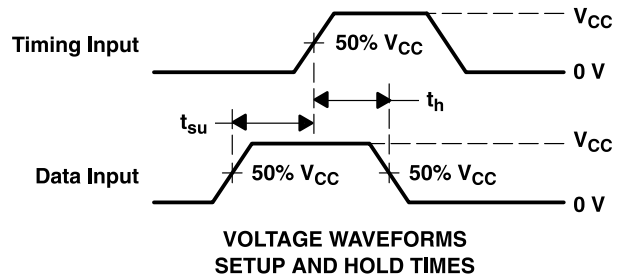 V_CC
Timing Input
50% V_CC
0 V
t_h
t_su
V_CC
Data Input
50% V_CC
50% V_CC
0 V
VOLTAGE WAVEFORMS
SETUP AND HOLD TIMES